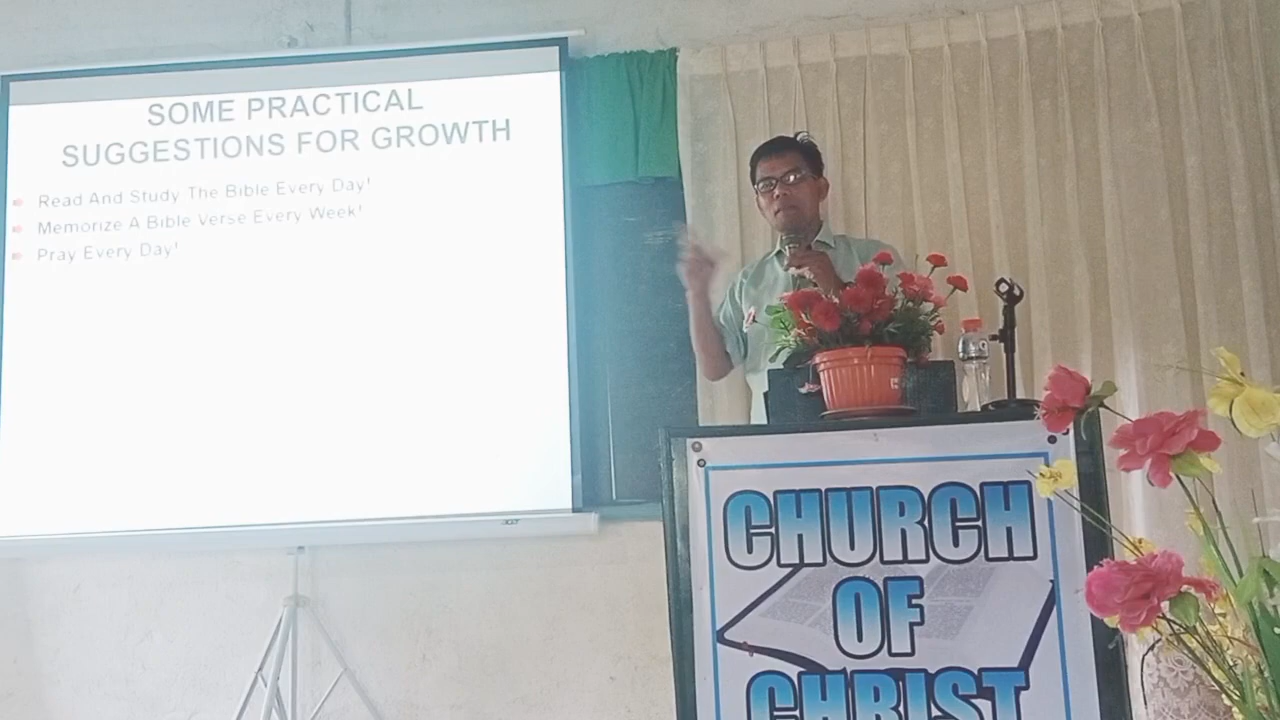 SOME PRACTICAL
SUGGESTIONS FOR GROWTH
Read And Study The Bible Every Day!
Memorize A Bible Verse Every Week!
Pray Every Day!
CHURCH
OF
CHRIST